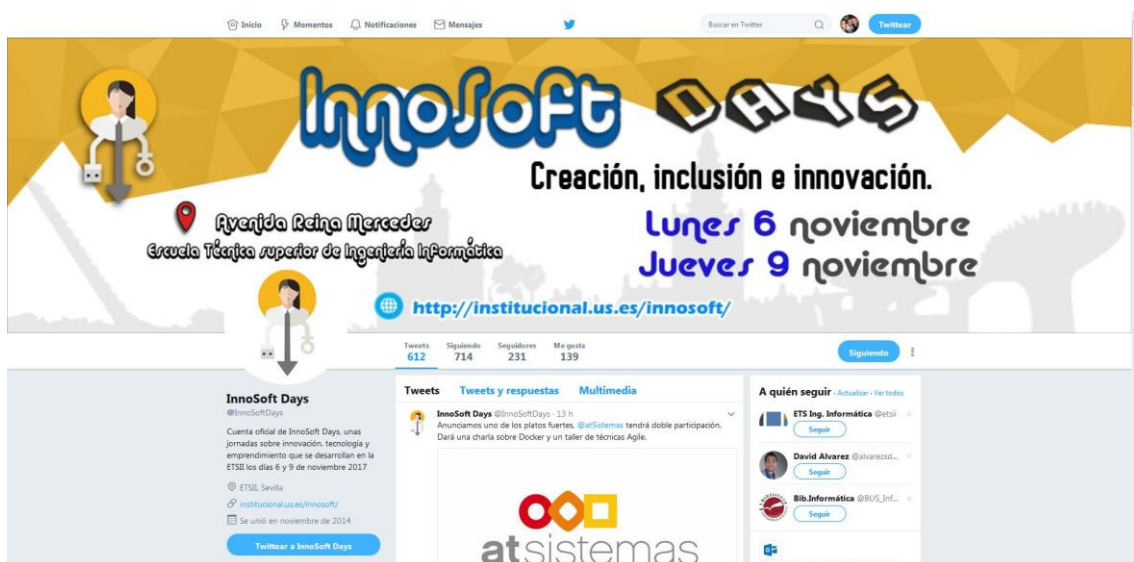 Inicio Momentos Notificaciones Mensajes Buscar en Twitter Twittear
InnoSoft DAYS
Creación, inclusión e innovación.
Avenida Reina Mercedes
Escuela Técnica superior de Ingeniería Informática
Lunes 6 noviembre
Jueves 9 noviembre
http://institucional.us.es/innosoft/
Tweets Siguiendo Seguidores Me gusta
612 714 231 139
Siguiendo
InnoSoft Days
@InnoSoftDays
Cuenta oficial de InnoSoft Days, unas
jornadas sobre innovación, tecnología y
emprendimiento que se desarrollan en la
ETSII los días 6 y 9 de noviembre 2017
ETSII, Sevilla
institucional.us.es/innosoft/
Se unió en noviembre de 2014
Twittear a InnoSoft Days
Tweets Tweets y respuestas Multimedia
InnoSoft Days @InnoSoftDays · 13 h
Anunciamos uno de los platos fuertes, @atSistemas tendrá doble participación.
Dará una charla sobre Docker y un taller de técnicas Agile.
atsistemas
A quién seguir · Actualizar · Ver todos
ETS Ing. Informática @etsii
Seguir
David Alvarez @alvarezsd...
Seguir
Bib.Informática @BUS_Inf...
Seguir